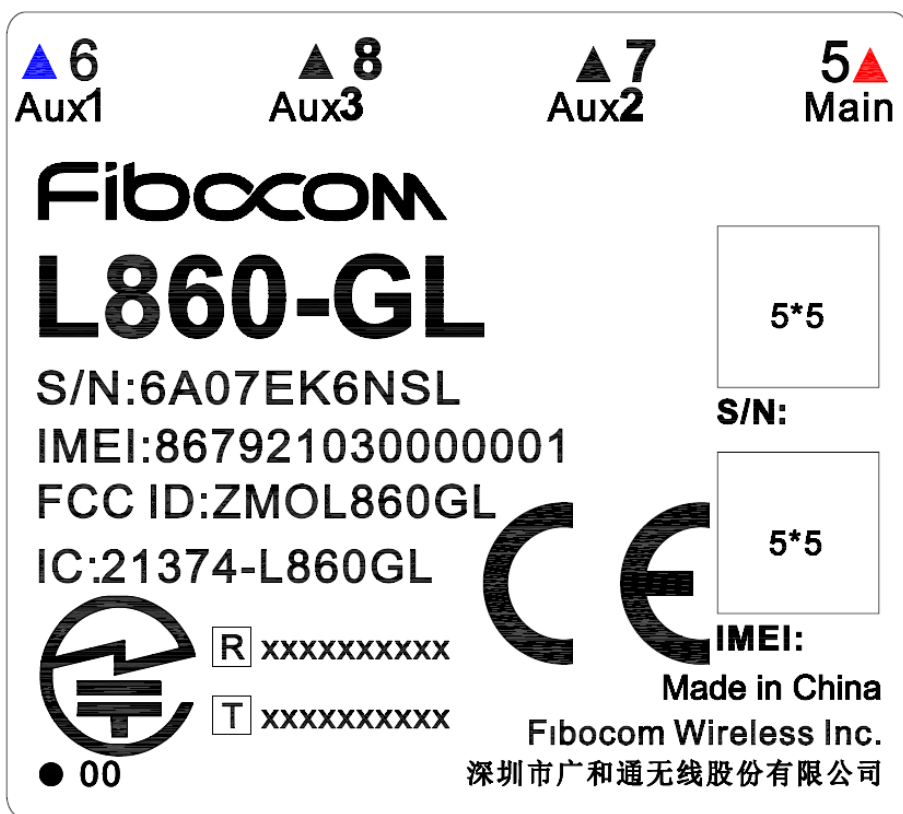 6 8 7 5
Aux1 Aux3 Aux2 Main
Fibocom
L860-GL
5*5
S/N:6A07EK6NSL
S/N:
IMEI:867921030000001
FCC ID:ZMOL860GL
5*5
IC:21374-L860GL
CE
R xxxxxxxxxx
IMEI:
Made in China
T xxxxxxxxxx
Fibocom Wireless Inc.
00
深圳市广和通无线股份有限公司